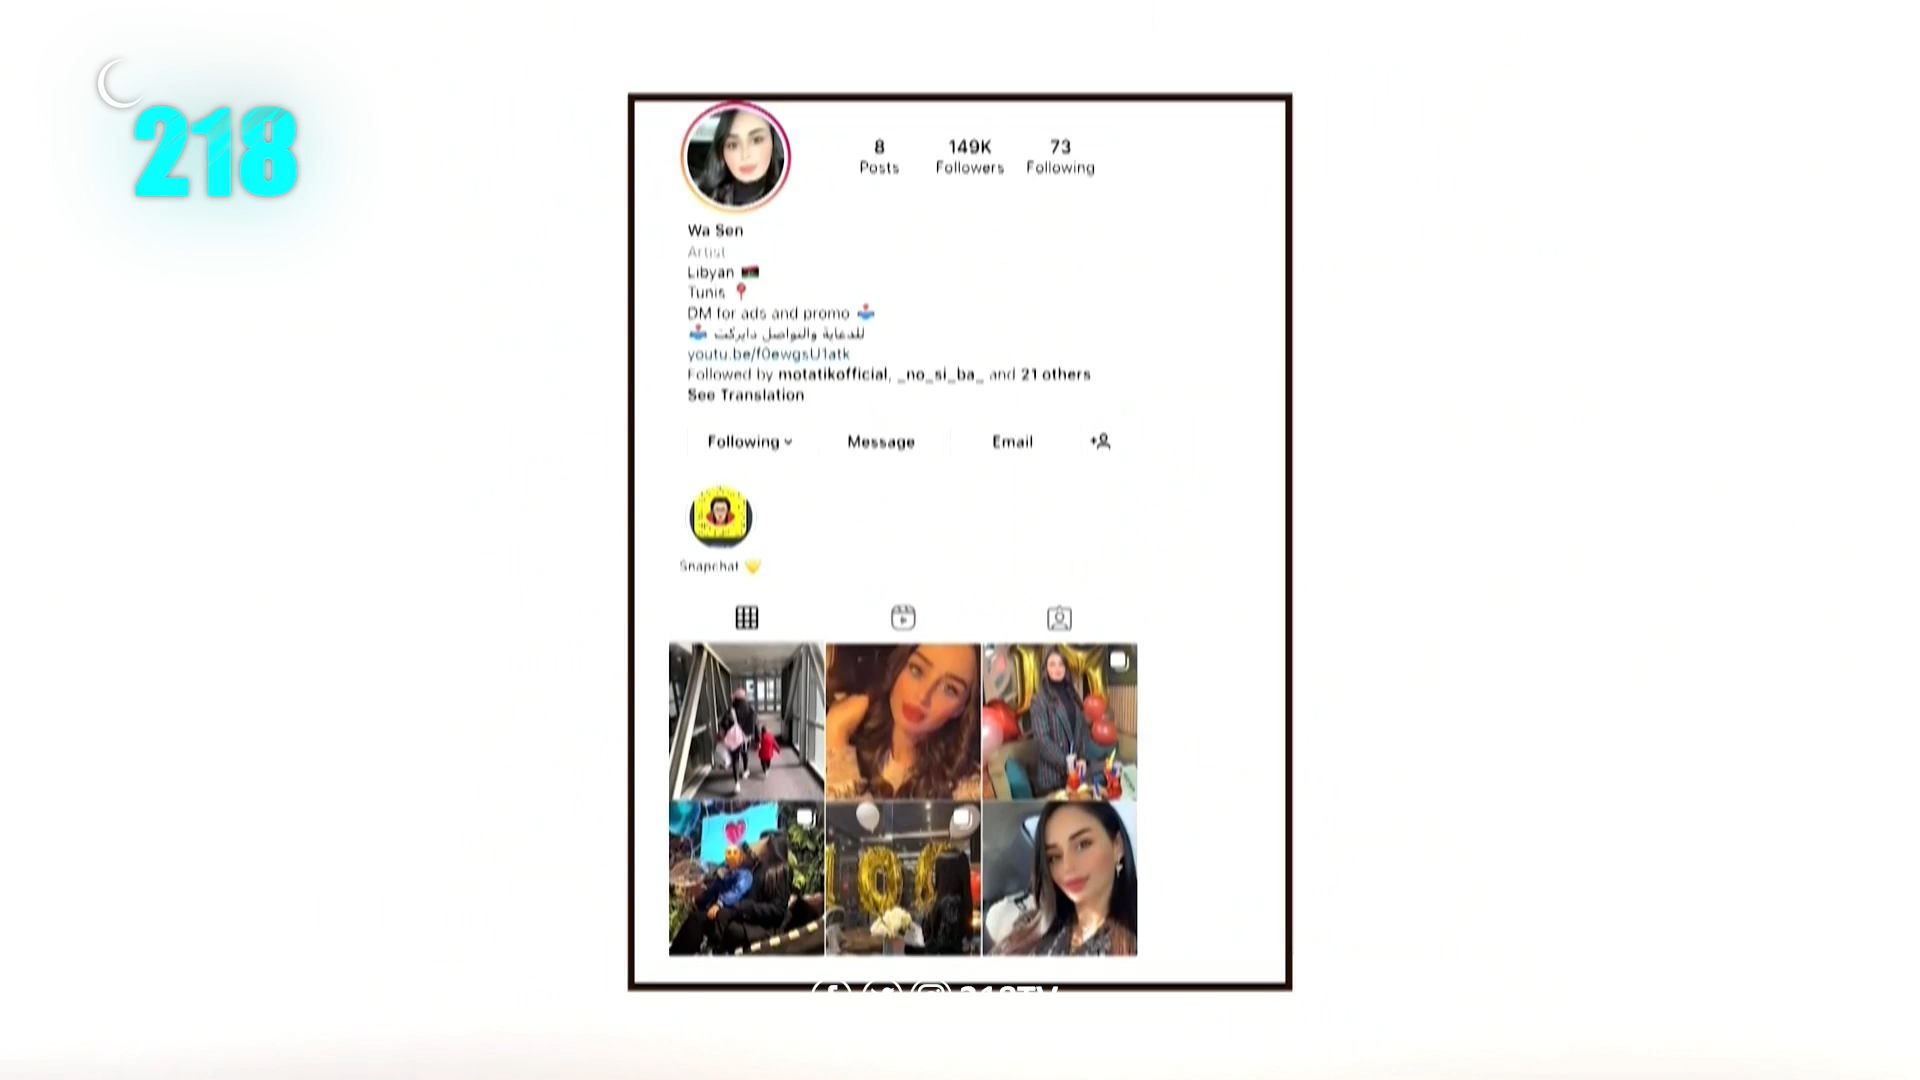 218
8 149K 73
Posts Followers Following
Wa Sen
Artist
Libyan
Tunis
DM for ads and promo
للدعاية والتواصل دايركت
youtu.be/f0ewgsU1atk
Followed by motatikofficial, _no_si_ba_ and 21 others
See Translation
Following Message Email
Snapchat
218TV